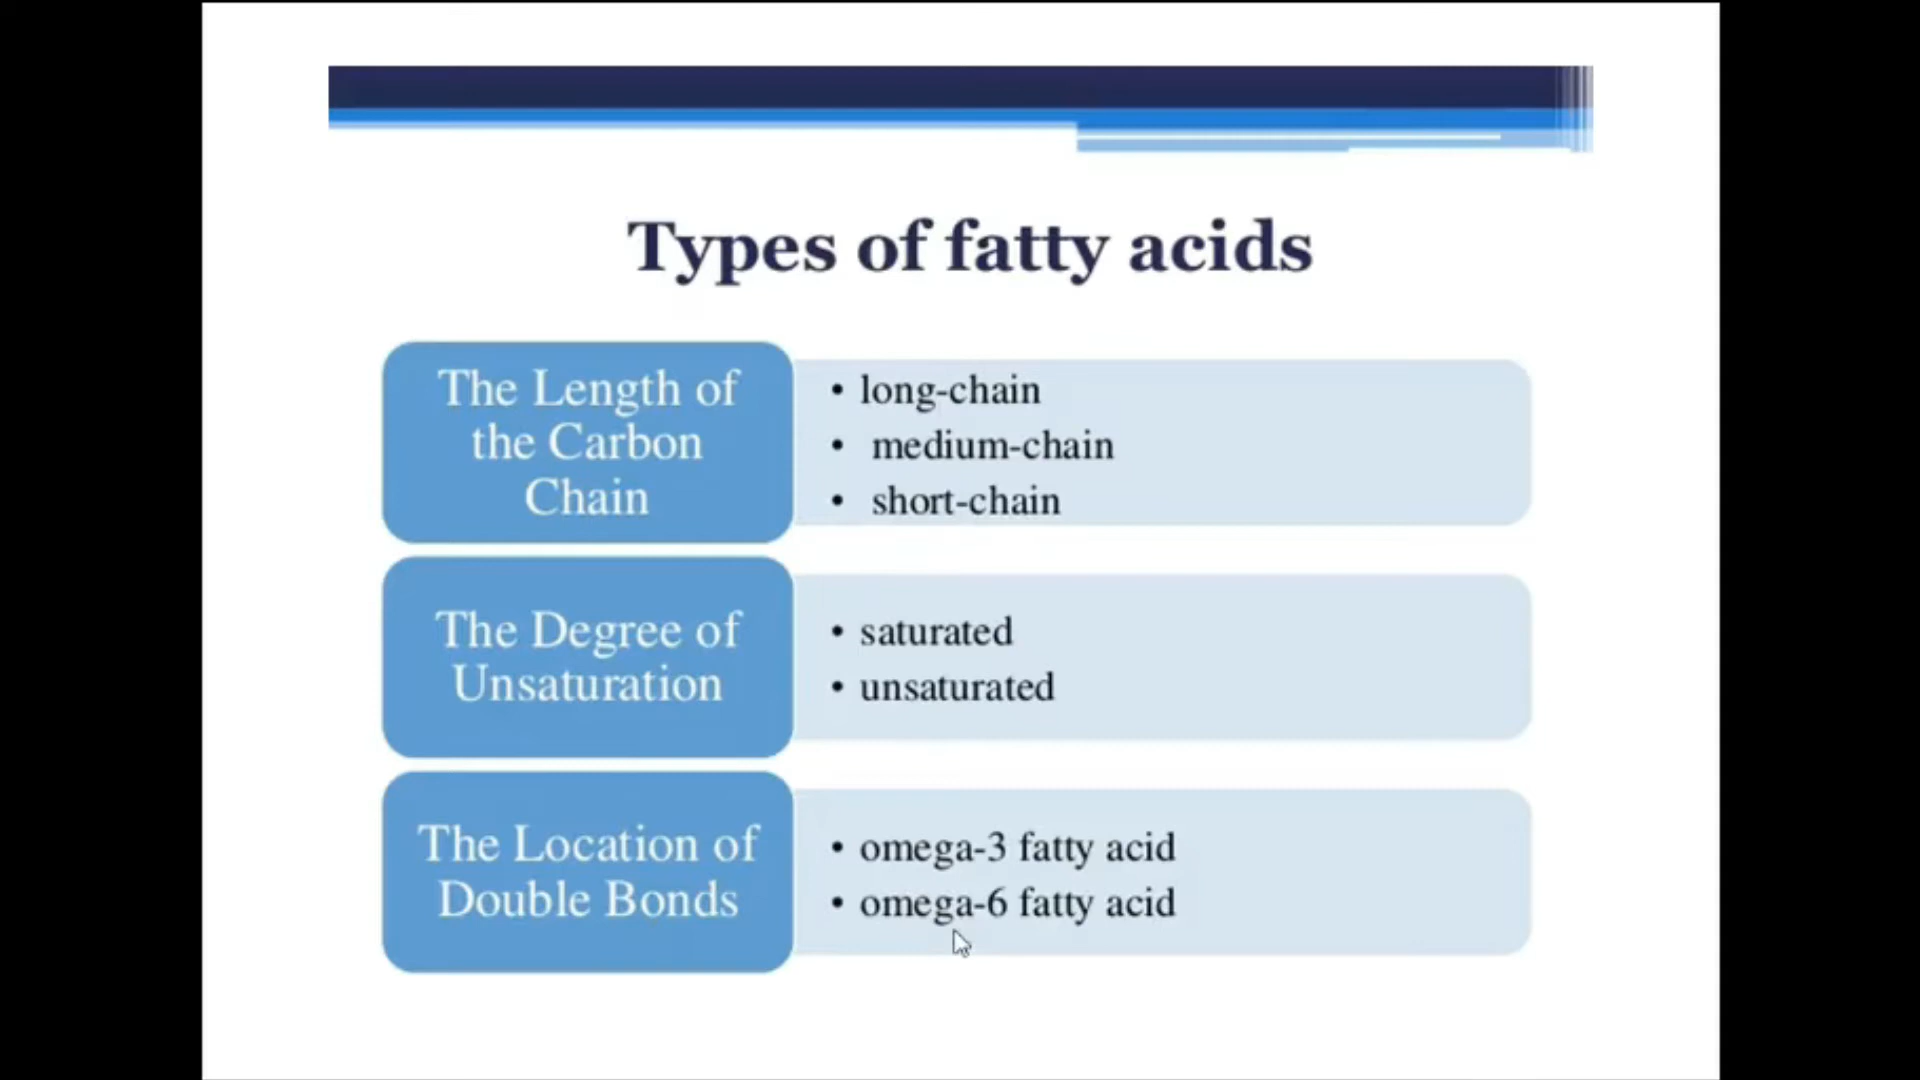 Types of fatty acids
The Length of
the Carbon
Chain
• long-chain
• medium-chain
• short-chain
The Degree of
Unsaturation
• saturated
• unsaturated
The Location of
Double Bonds
• omega-3 fatty acid
• omega-6 fatty acid